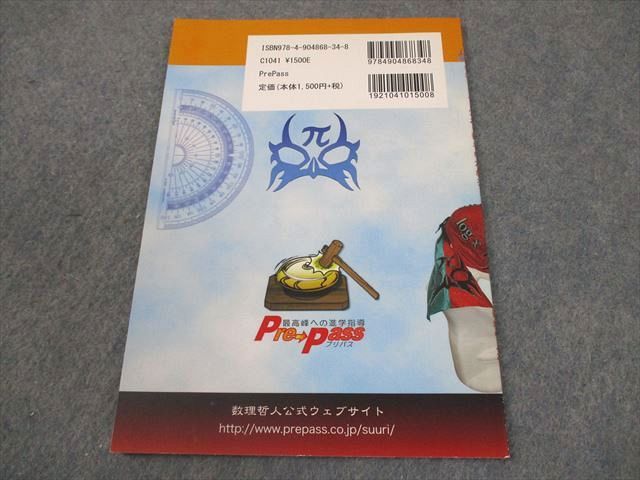 ISBN978-4-904868-34-8
C1041 ¥1500E
PrePass
定価(本体1,500円+税)
9784904868348
1921041015008
π
log x
最高峰への進学指導
Pre→Pass
プリパス
数理哲人公式ウェブサイト
http://www.prepass.co.jp/suuri/